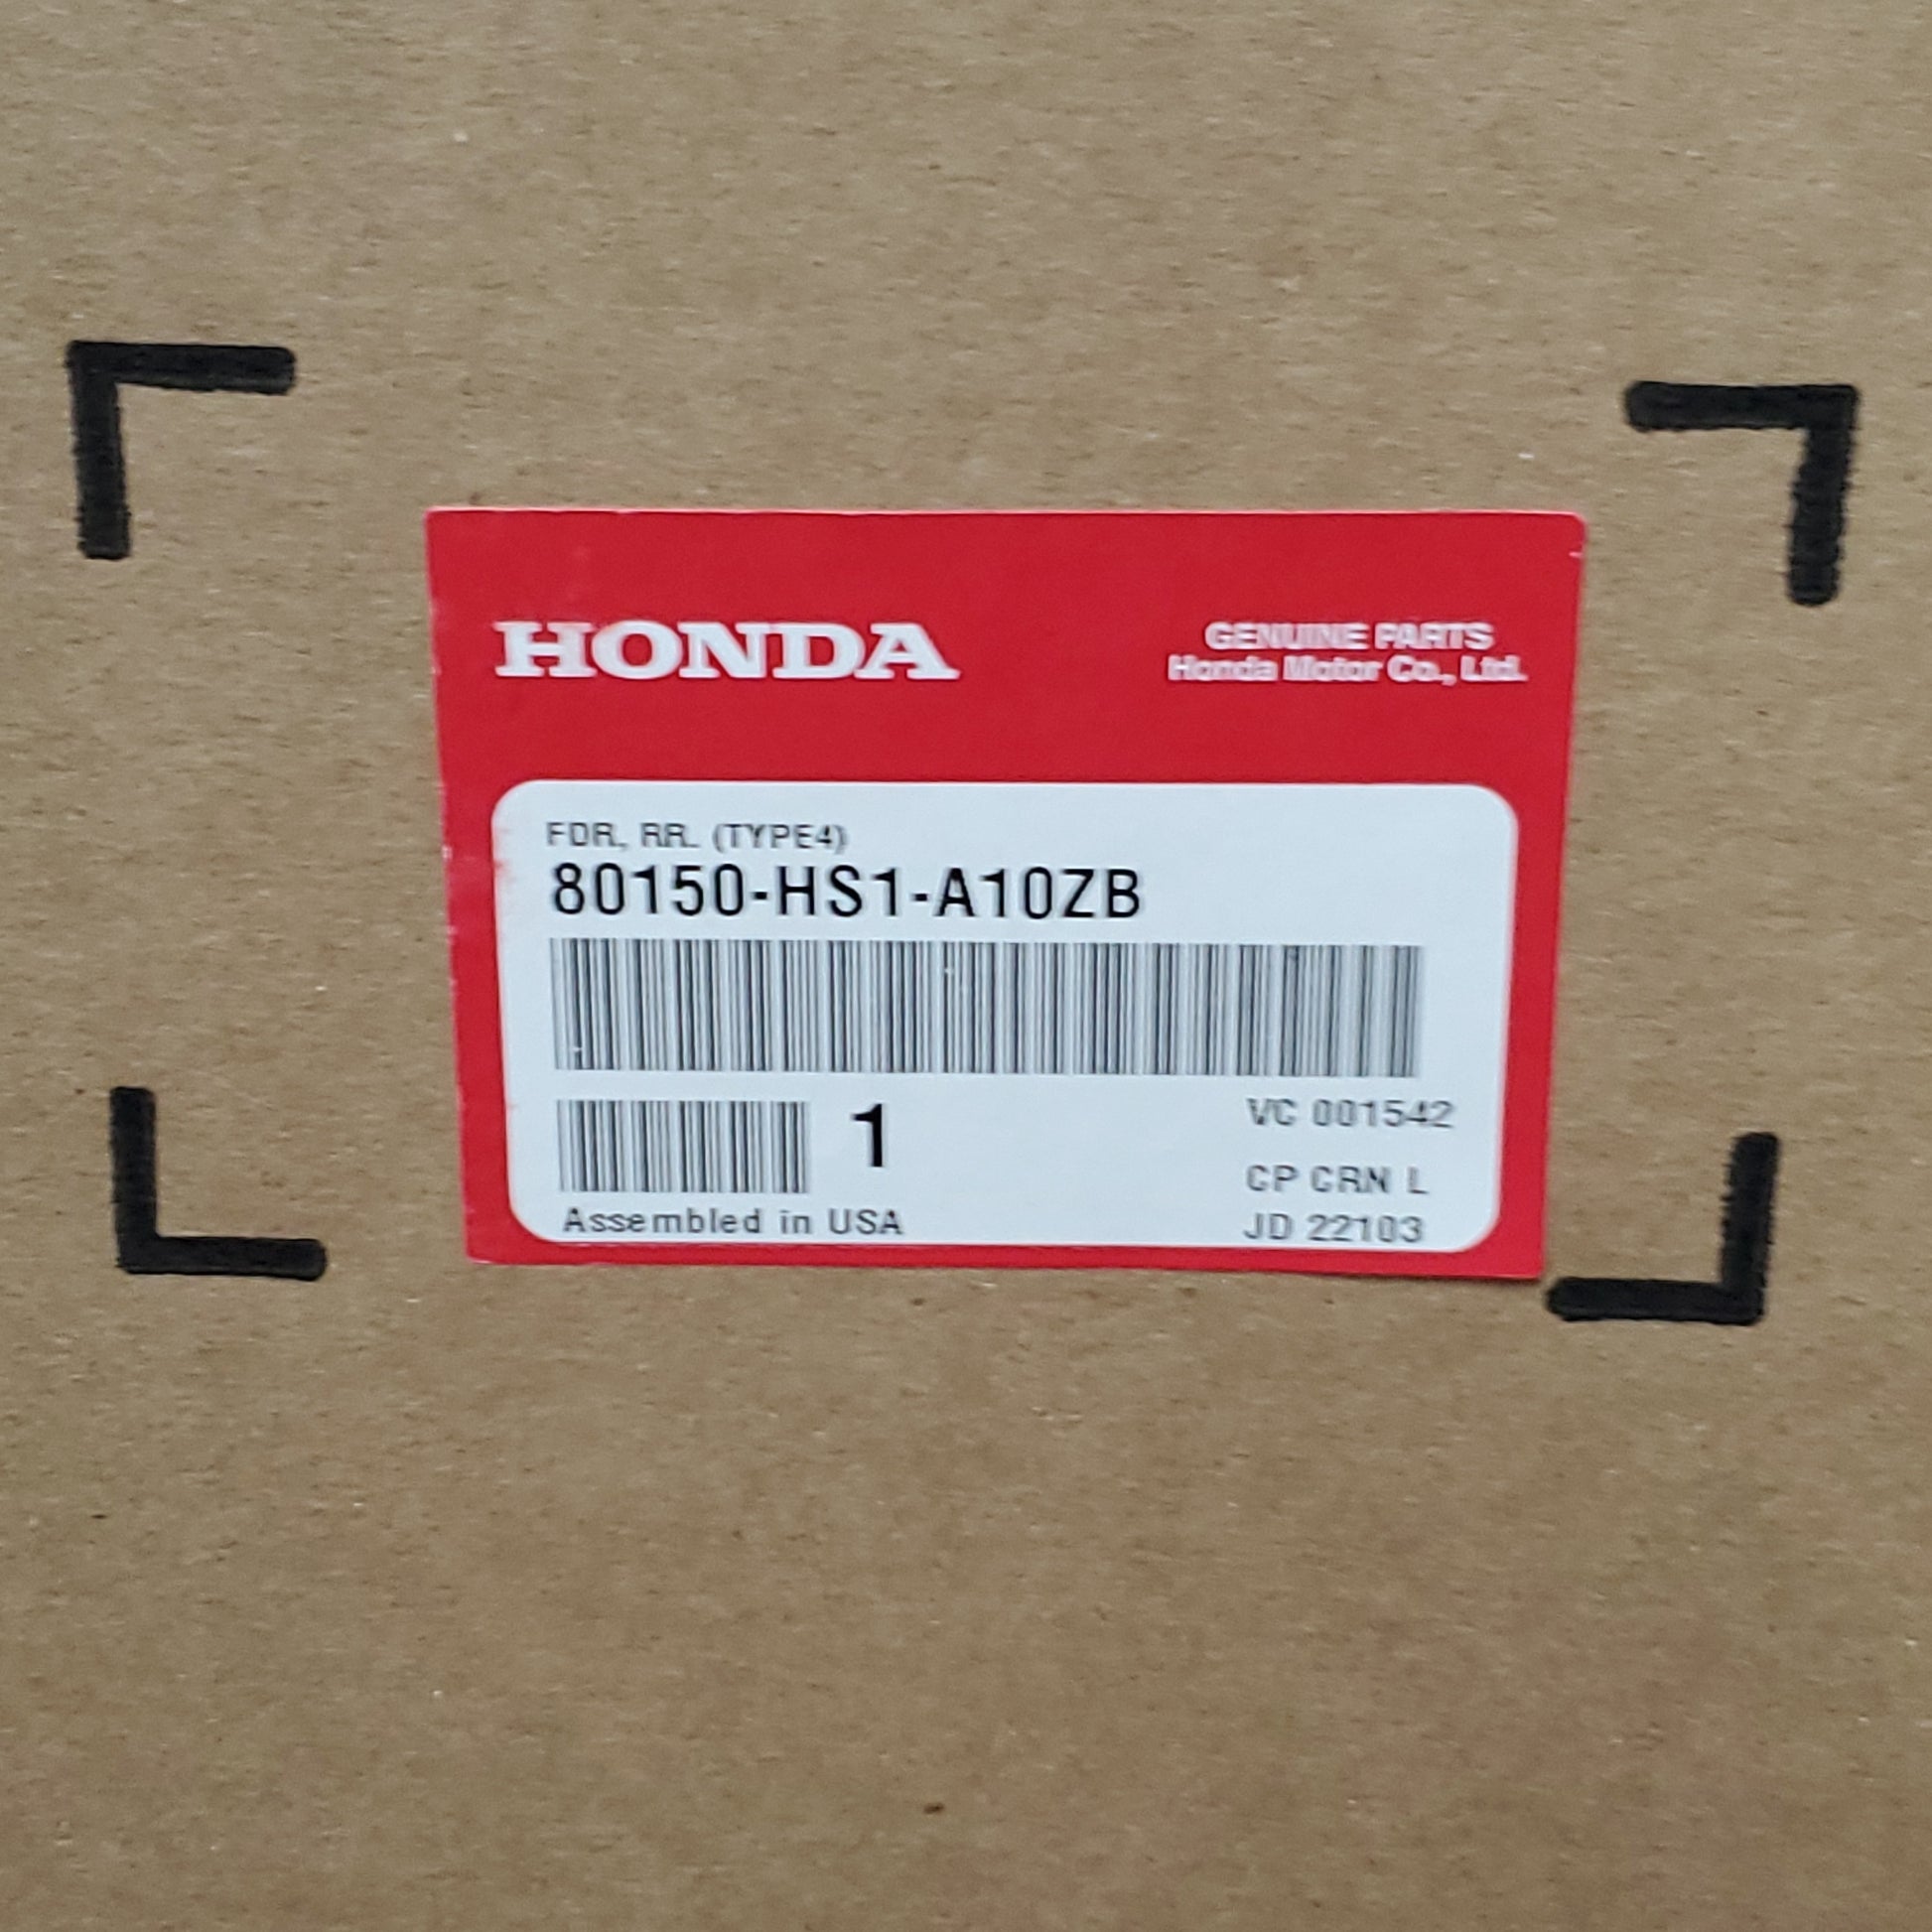 HONDA
GENUINE PARTS
Honda Motor Co., Ltd.
FDR, RR. (TYPE4)
80150-HS1-A10ZB
1
VC 001542
CP CRN L
Assembled in USA
JD 22103